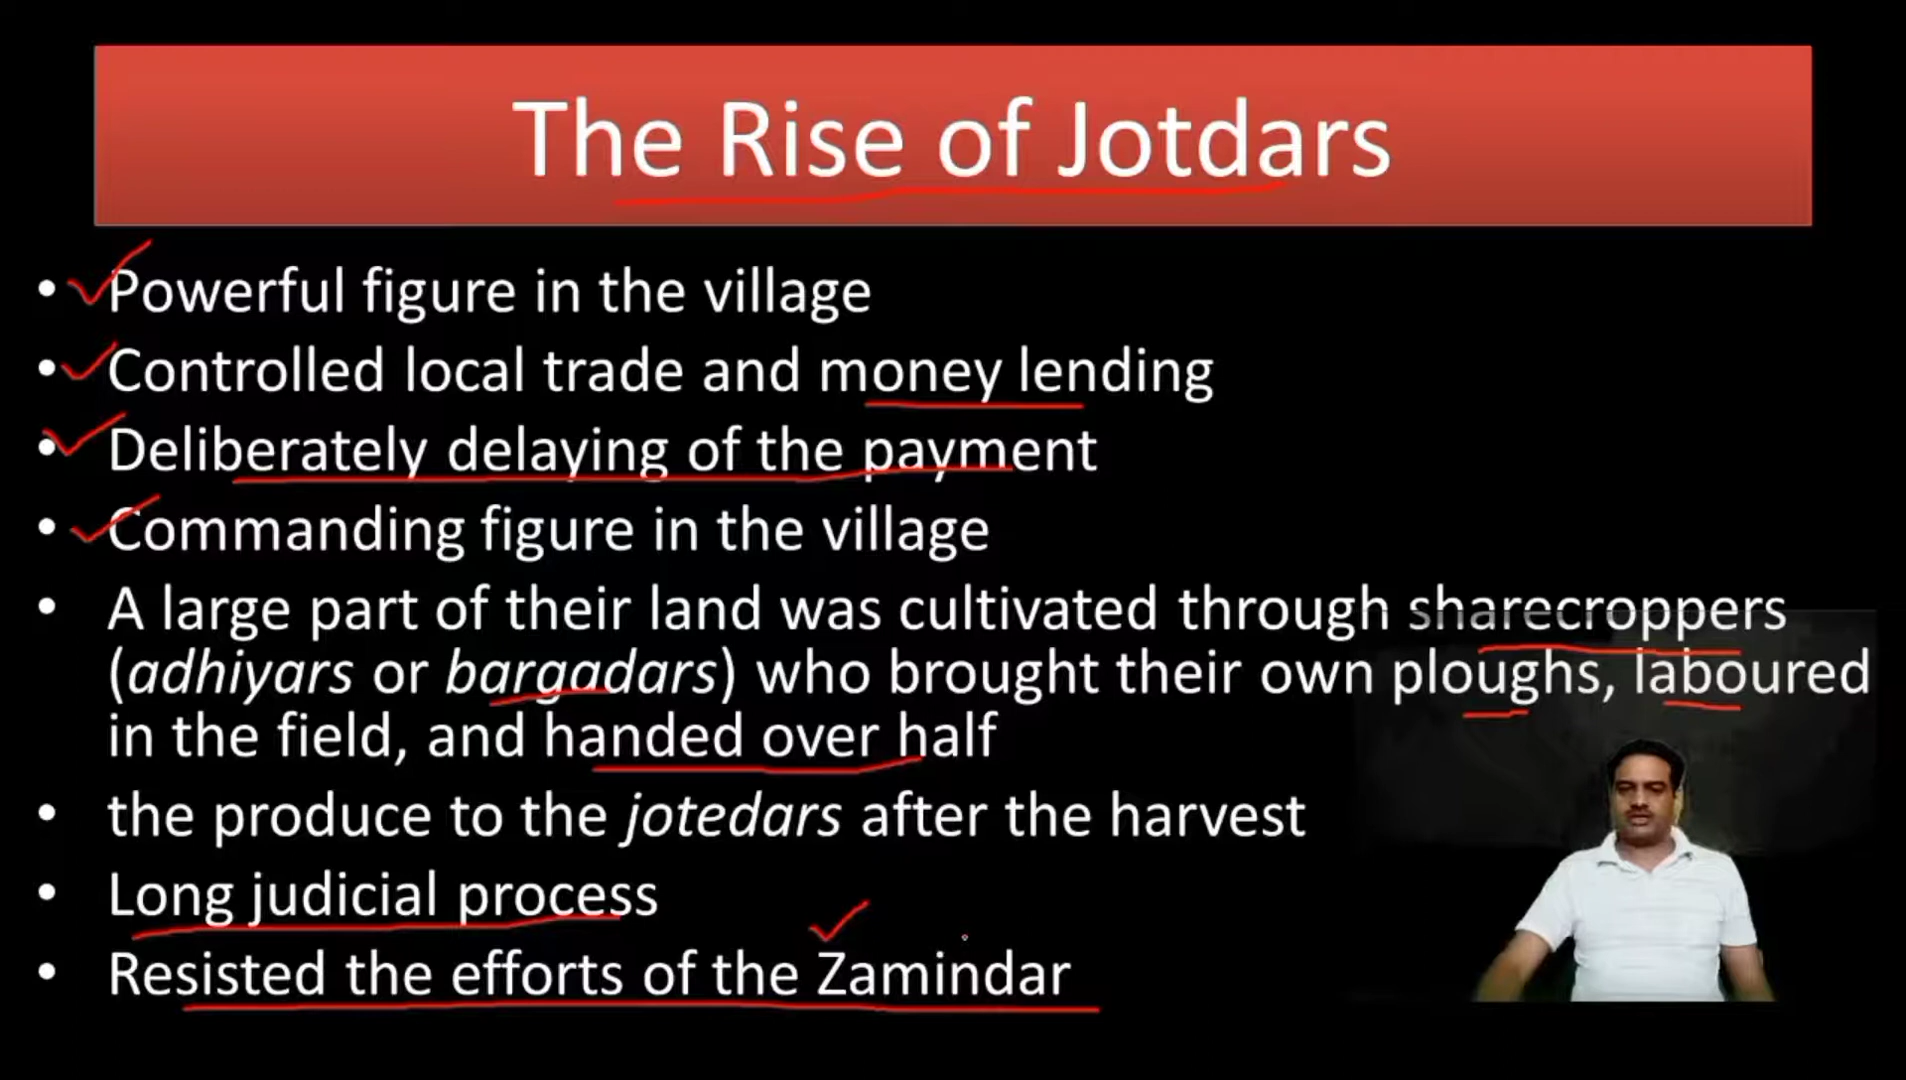 The Rise of Jotdars
• Powerful figure in the village
• Controlled local trade and money lending
• Deliberately delaying of the payment
• Commanding figure in the village
• A large part of their land was cultivated through sharecroppers
(adhiyars or bargadars) who brought their own ploughs, laboured
in the field, and handed over half
• the produce to the jotedars after the harvest
• Long judicial process
• Resisted the efforts of the Zamindar